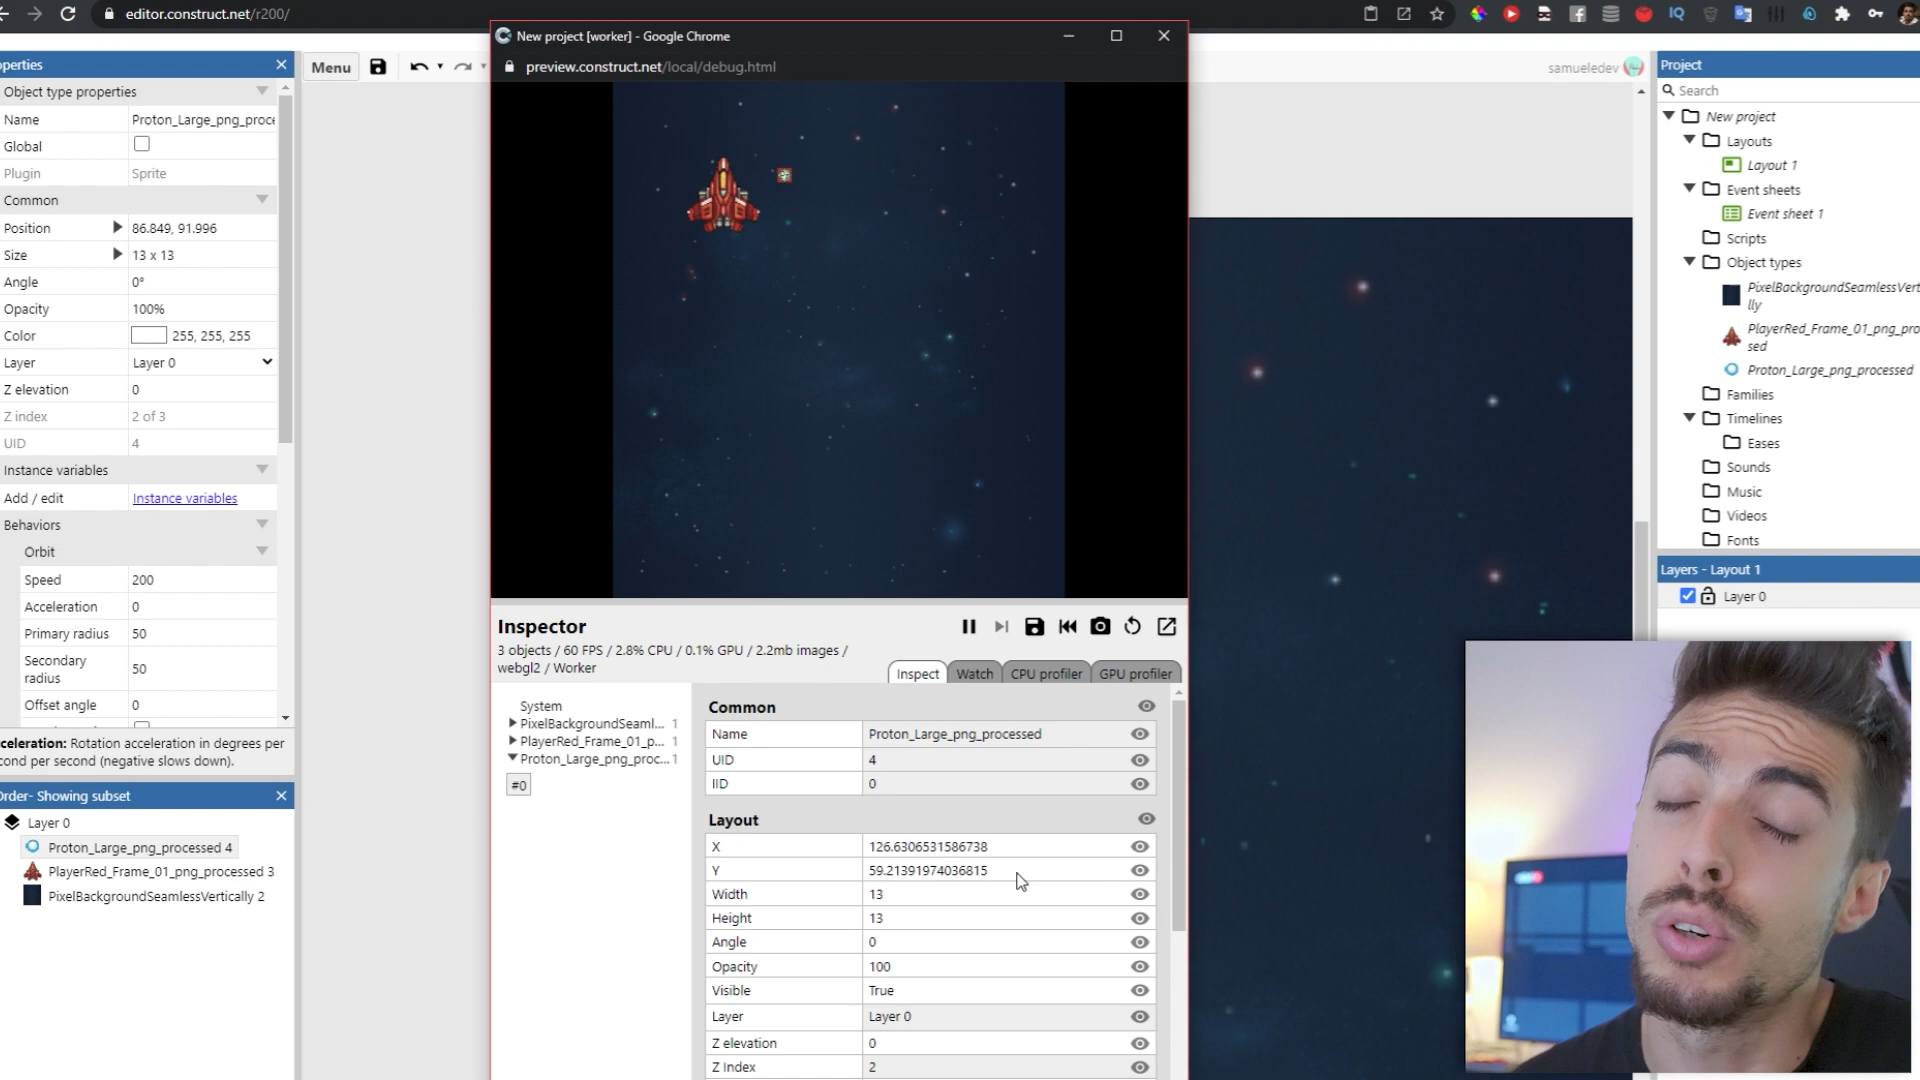 editor.construct.net/r200/
New project [worker] - Google Chrome
preview.construct.net/local/debug.html
operties
Object type properties
Name Proton_Large_png_proce
Global
Plugin Sprite
Common
Position 86.849, 91.996
Size 13 x 13
Angle 0°
Opacity 100%
Color 255, 255, 255
Layer Layer 0
Z elevation 0
Z index 2 of 3
UID 4
Instance variables
Add / edit Instance variables
Behaviors
Orbit
Speed 200
Acceleration 0
Primary radius 50
Secondary
radius 50
Offset angle 0
celeration: Rotation acceleration in degrees per
cond per second (negative slows down).
Order- Showing subset
Layer 0
Proton_Large_png_processed 4
PlayerRed_Frame_01_png_processed 3
PixelBackgroundSeamlessVertically 2
Menu
samueledev
Inspector
3 objects / 60 FPS / 2.8% CPU / 0.1% GPU / 2.2mb images /
webgl2 / Worker
Inspect Watch CPU profiler GPU profiler
System
PixelBackgroundSeaml... 1
PlayerRed_Frame_01_p... 1
Proton_Large_png_proc... 1
#0
Common
Name Proton_Large_png_processed
UID 4
IID 0
Layout
X 126.6306531586738
Y 59.21391974036815
Width 13
Height 13
Angle 0
Opacity 100
Visible True
Layer Layer 0
Z elevation 0
Z Index 2
Project
Search
New project
Layouts
Layout 1
Event sheets
Event sheet 1
Scripts
Object types
PixelBackgroundSeamlessVert
lly
PlayerRed_Frame_01_png_pro
sed
Proton_Large_png_processed
Families
Timelines
Eases
Sounds
Music
Videos
Fonts
Layers - Layout 1
Layer 0